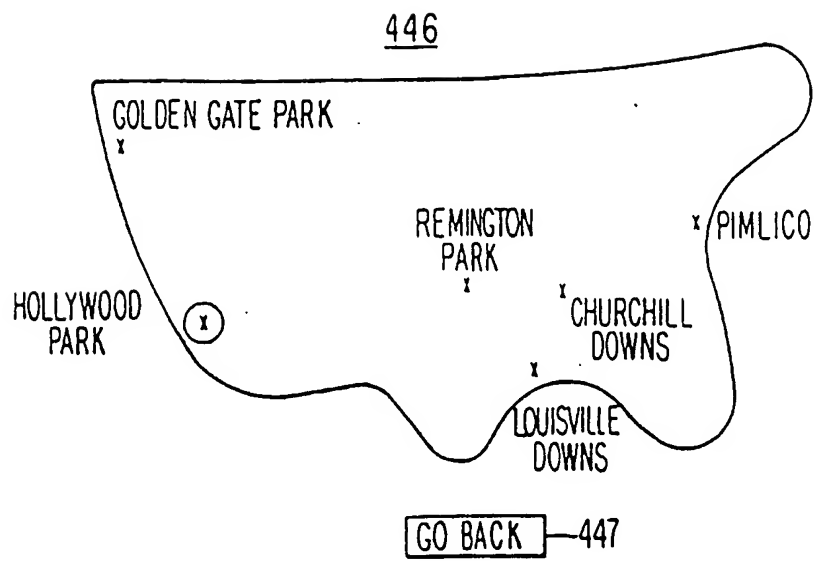 446
GOLDEN GATE PARK
x
REMINGTON
PARK
x
x PIMLICO
HOLLYWOOD
PARK
x
x
CHURCHILL
DOWNS
x
LOUISVILLE
DOWNS
GO BACK 447